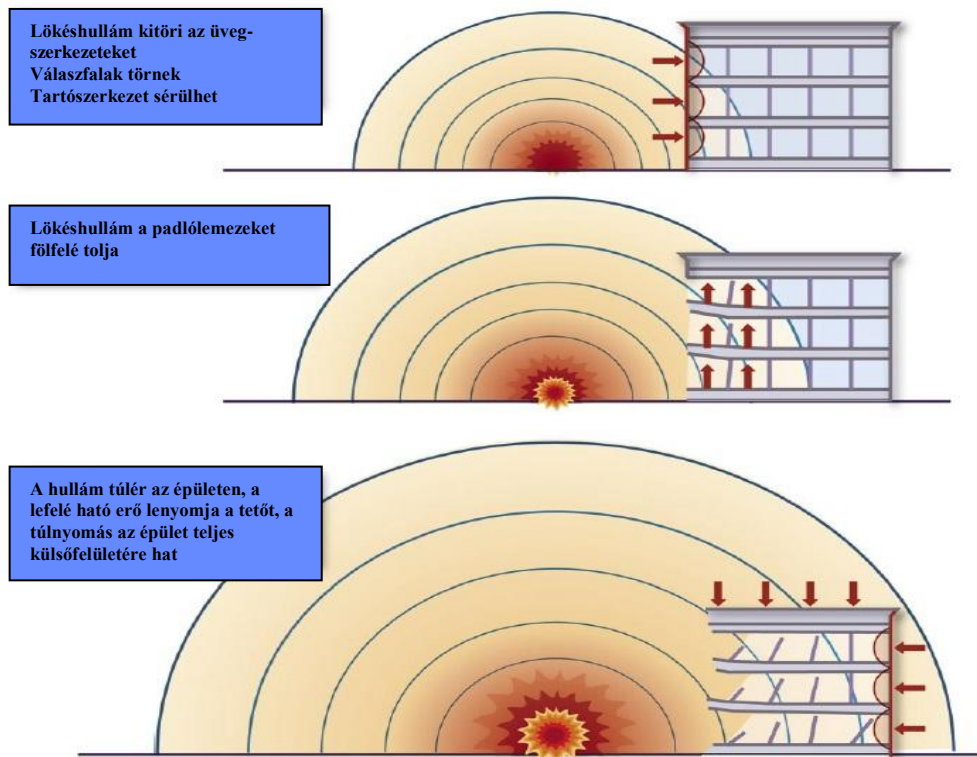 Lökéshullám kitöri az üveg-
szerkezeteket
Válaszfalak törnek
Tartószerkezet sérülhet
Lökéshullám a padlólemezeket
fölfelé tolja
A hullám túlér az épületen, a
lefelé ható erő lenyomja a tetőt, a
túlnyomás az épület teljes
külsőfelületére hat